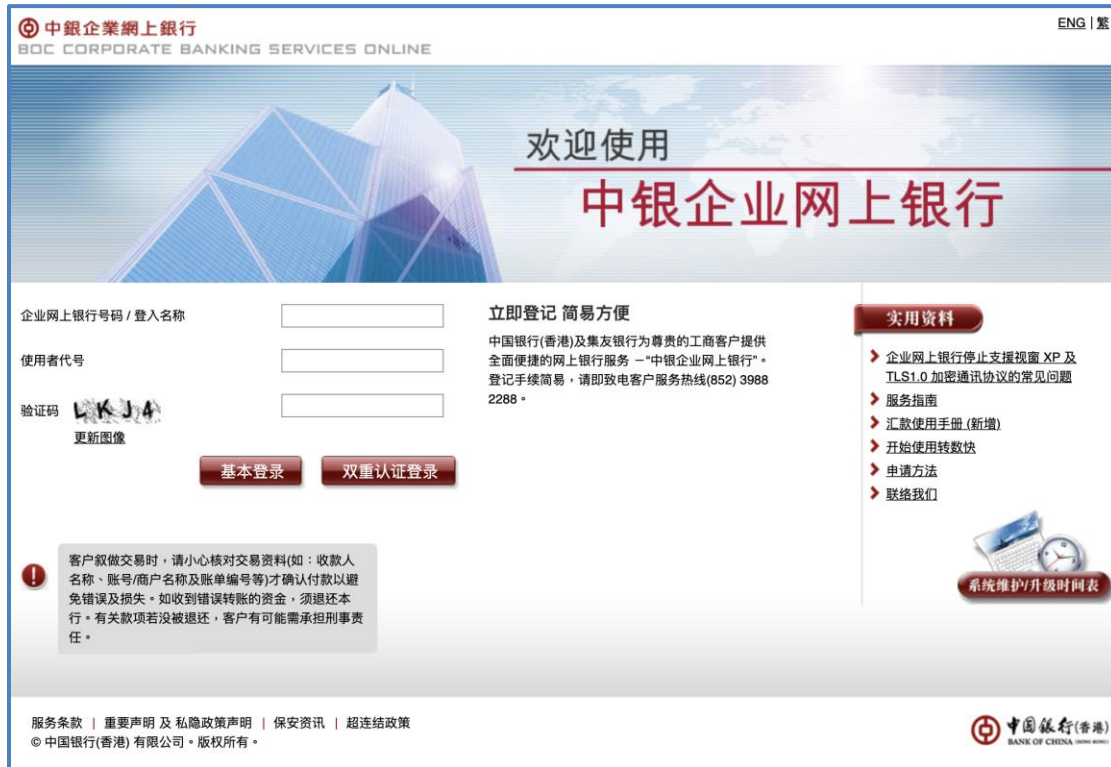 中銀企業網上銀行
BOC CORPORATE BANKING SERVICES ONLINE
ENG | 繁
欢迎使用
中银企业网上银行
企业网上银行号码 / 登入名称
使用者代号
验证码 LKJ4
更新图像
基本登录 双重认证登录
客户叙做交易时，请小心核对交易资料(如：收款人
名称、账号/商户名称及账单编号等)才确认付款以避
免错误及损失。如收到错误转账的资金，须退还本
行。有关款项若没被退还，客户有可能需承担刑事责
任。
立即登记 简易方便
中国银行(香港)及集友银行为尊贵的工商客户提供
全面便捷的网上银行服务 －“中银企业网上银行”。
登记手续简易，请即致电客户服务热线(852) 3988
2288。
实用资料
企业网上银行停止支援视窗 XP 及
TLS1.0 加密通讯协议的常见问题
服务指南
汇款使用手册 (新增)
开始使用转数快
申请方法
联络我们
系统维护/升级时间表
服务条款 | 重要声明 及 私隐政策声明 | 保安资讯 | 超连结政策
© 中国银行(香港) 有限公司。版权所有。
中國銀行(香港)
BANK OF CHINA (HONG KONG)